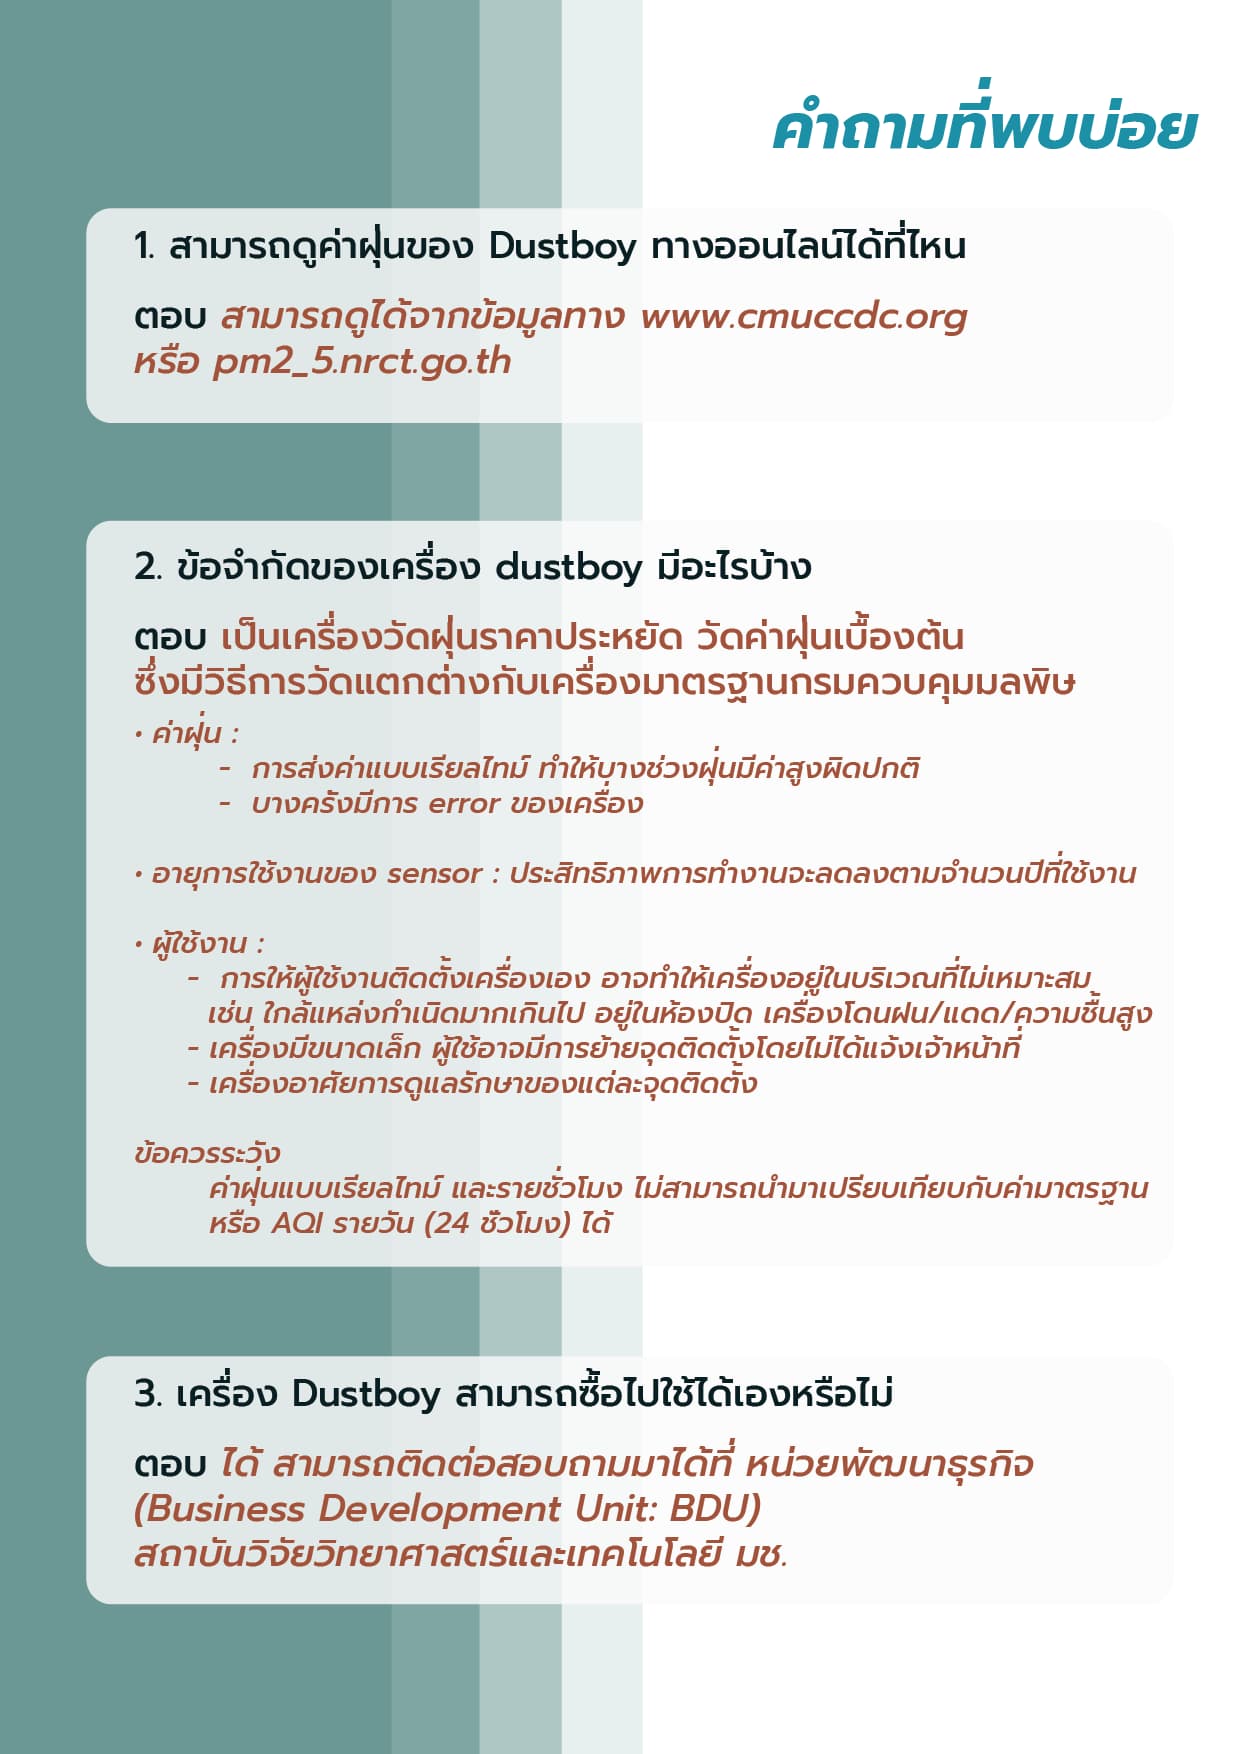 คำถามที่พบบ่อย
1. สามารถดูค่าฝุ่นของ Dustboy ทางออนไลน์ได้ที่ไหน
ตอบ สามารถดูได้จากข้อมูลทาง www.cmuccdc.org
หรือ pm2_5.nrct.go.th
2. ข้อจำกัดของเครื่อง dustboy มีอะไรบ้าง
ตอบ เป็นเครื่องวัดฝุ่นราคาประหยัด วัดค่าฝุ่นเบื้องต้น
ซึ่งมีวิธีการวัดแตกต่างกับเครื่องมาตรฐานกรมควบคุมมลพิษ
• ค่าฝุ่น :
- การส่งค่าแบบเรียลไทม์ ทำให้บางช่วงฝุ่นมีค่าสูงผิดปกติ
- บางครังมีการ error ของเครื่อง
• อายุการใช้งานของ sensor : ประสิทธิภาพการทำงานจะลดลงตามจำนวนปีที่ใช้งาน
• ผู้ใช้งาน :
- การให้ผู้ใช้งานติดตั้งเครื่องเอง อาจทำให้เครื่องอยู่ในบริเวณที่ไม่เหมาะสม
เช่น ใกล้แหล่งกำเนิดมากเกินไป อยู่ในห้องปิด เครื่องโดนฝน/แดด/ความชื้นสูง
- เครื่องมีขนาดเล็ก ผู้ใช้อาจมีการย้ายจุดติดตั้งโดยไม่ได้แจ้งเจ้าหน้าที่
- เครื่องอาศัยการดูแลรักษาของแต่ละจุดติดตั้ง
ข้อควรระวัง
ค่าฝุ่นแบบเรียลไทม์ และรายชั่วโมง ไม่สามารถนำมาเปรียบเทียบกับค่ามาตรฐาน
หรือ AQI รายวัน (24 ชั่วโมง) ได้
3. เครื่อง Dustboy สามารถซื้อไปใช้ได้เองหรือไม่
ตอบ ได้ สามารถติดต่อสอบถามมาได้ที่ หน่วยพัฒนาธุรกิจ
(Business Development Unit: BDU)
สถาบันวิจัยวิทยาศาสตร์และเทคโนโลยี มช.